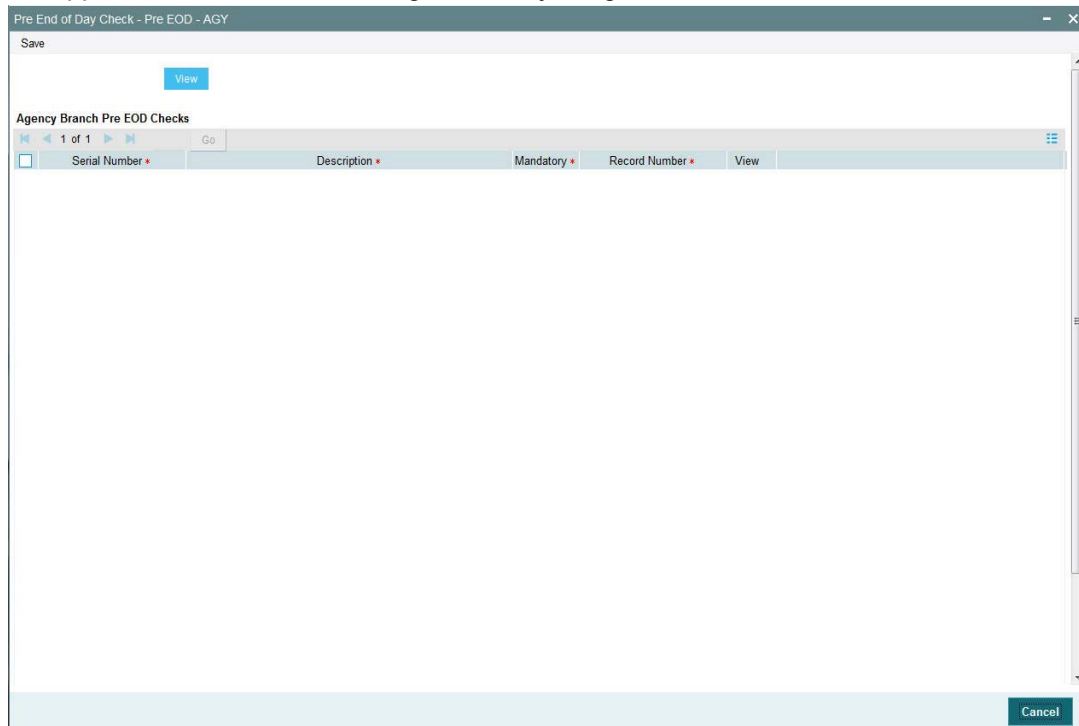 Pre End of Day Check - Pre EOD - AGY
Save
View
Agency Branch Pre EOD Checks
1 of 1 Go
Serial Number * Description * Mandatory * Record Number * View
Cancel